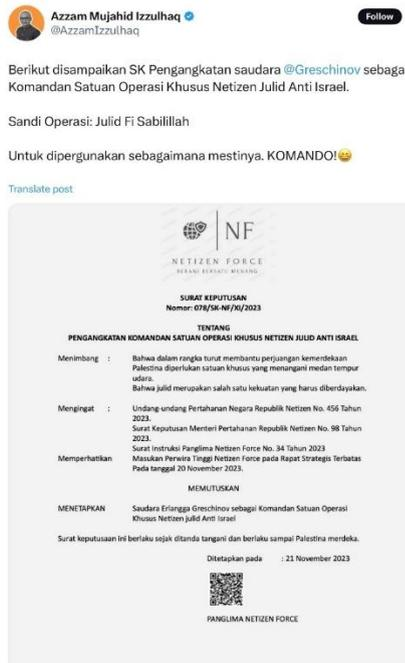 Azzam Mujahid Izzulhaq
Follow
@AzzamIzzulhaq
Berikut disampaikan SK Pengangkatan saudara @Greschinov sebaga
Komandan Satuan Operasi Khusus Netizen Julid Anti Israel.
Sandi Operasi: Julid Fi Sabilillah
Untuk dipergunakan sebagaimana mestinya. KOMANDO!😄
Translate post
NF
NETIZEN FORCE
BERANI BERSATU MENANG
SURAT KEPUTUSAN
Nomor: 078/SK-NF/XI/2023
TENTANG
PENGANGKATAN KOMANDAN SATUAN OPERASI KHUSUS NETIZEN JULID ANTI ISRAEL
Menimbang : Bahwa dalam rangka turut membantu perjuangan kemerdekaan
Palestina diperlukan satuan khusus yang menangani medan tempur
udara.
Bahwa julid merupakan salah satu kekuatan yang harus diberdayakan.
Mengingat : Undang-undang Pertahanan Negara Republik Netizen No. 456 Tahun
2023.
Surat Keputusan Menteri Pertahanan Republik Netizen No. 98 Tahun
2023.
Surat Instruksi Panglima Netizen Force No. 34 Tahun 2023
Memperhatikan Masukan Perwira Tinggi Netizen Force pada Rapat Strategis Terbatas
Pada tanggal 20 November 2023.
MEMUTUSKAN
MENETAPKAN Saudara Erlangga Greschinov sebagai Komandan Satuan Operasi
Khusus Netizen julid Anti Israel
Surat keputusaan ini berlaku sejak ditanda tangani dan berlaku sampai Palestina merdeka.
Ditetapkan pada : 21 November 2023
PANGLIMA NETIZEN FORCE